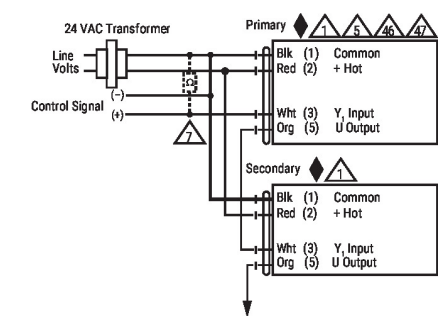 24 VAC Transformer
Primary 1 5 46 47
Line Volts
Blk (1) Common
Red (2) + Hot
Ω
Control Signal (–) (+)
Wht (3) Y1 Input
Org (5) U Output
7
Secondary 1
Blk (1) Common
Red (2) + Hot
Wht (3) Y1 Input
Org (5) U Output